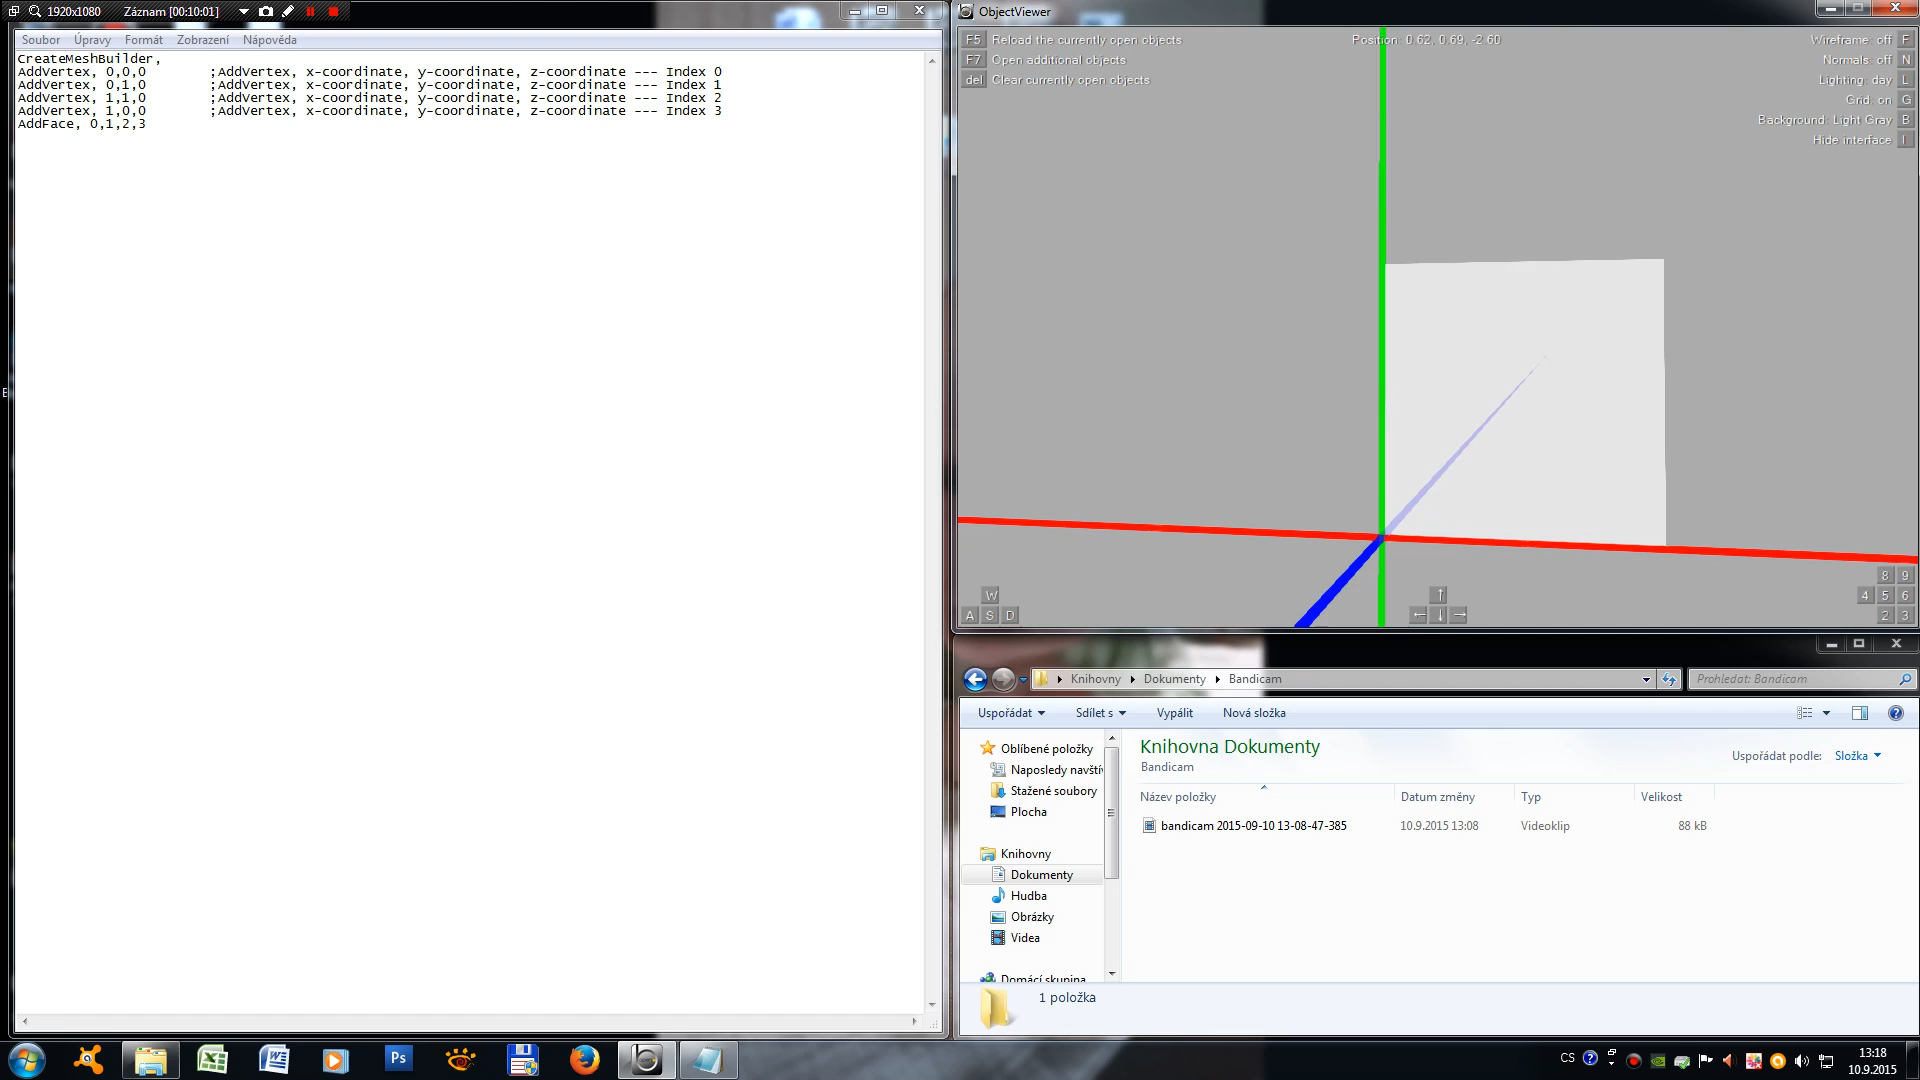 1920x1080 Záznam [00:10:01]
Soubor Úpravy Formát Zobrazení Nápověda
CreateMeshBuilder,
AddVertex, 0,0,0 ;AddVertex, x-coordinate, y-coordinate, z-coordinate --- Index 0
AddVertex, 0,1,0 ;AddVertex, x-coordinate, y-coordinate, z-coordinate --- Index 1
AddVertex, 1,1,0 ;AddVertex, x-coordinate, y-coordinate, z-coordinate --- Index 2
AddVertex, 1,0,0 ;AddVertex, x-coordinate, y-coordinate, z-coordinate --- Index 3
AddFace, 0,1,2,3
ObjectViewer
F5 Reload the currently open objects
F7 Open additional objects
del Clear currently open objects
Position: 0.62, 0.69, -2.60
Wireframe: off F
Normals: off N
Lighting: day L
Grid: on G
Background: Light Gray B
Hide interface I
W
A S D
↑
← ↓ →
8 9
4 5 6
2 3
Knihovny Dokumenty Bandicam
Prohledat: Bandicam
Uspořádat Sdílet s Vypálit Nová složka
Oblíbené položky
Naposledy navští
Stažené soubory
Plocha
Knihovny
Dokumenty
Hudba
Obrázky
Videa
Domácí skupina
Knihovna Dokumenty
Bandicam
Uspořádat podle: Složka
Název položky Datum změny Typ Velikost
bandicam 2015-09-10 13-08-47-385 10.9.2015 13:08 Videoklip 88 kB
1 položka
Ps
CS
13:18
10.9.2015